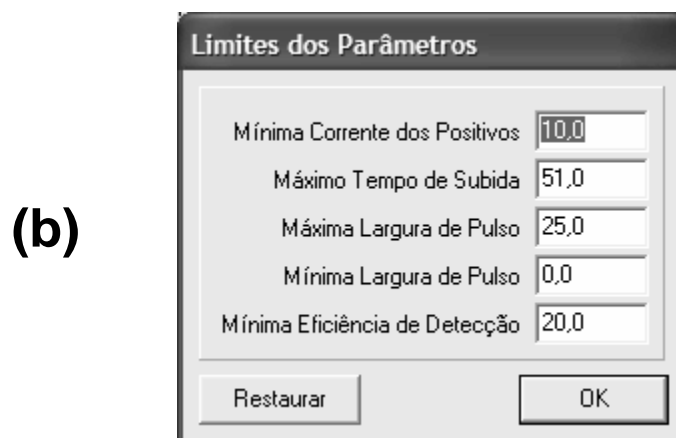 Limites dos Parâmetros
Mínima Corrente dos Positivos 10,0
Máximo Tempo de Subida 51,0
(b)
Máxima Largura de Pulso 25,0
Mínima Largura de Pulso 0,0
Mínima Eficiência de Detecção 20,0
Restaurar OK